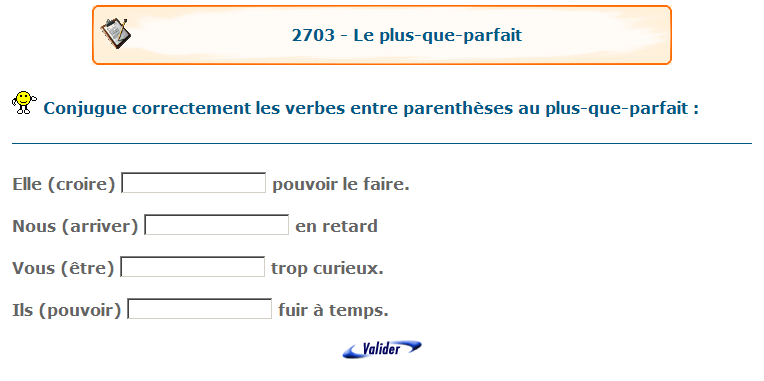 2703 - Le plus-que-parfait
Conjugue correctement les verbes entre parenthèses au plus-que-parfait :
Elle (croire) pouvoir le faire.
Nous (arriver) en retard
Vous (être) trop curieux.
Ils (pouvoir) fuir à temps.
Valider